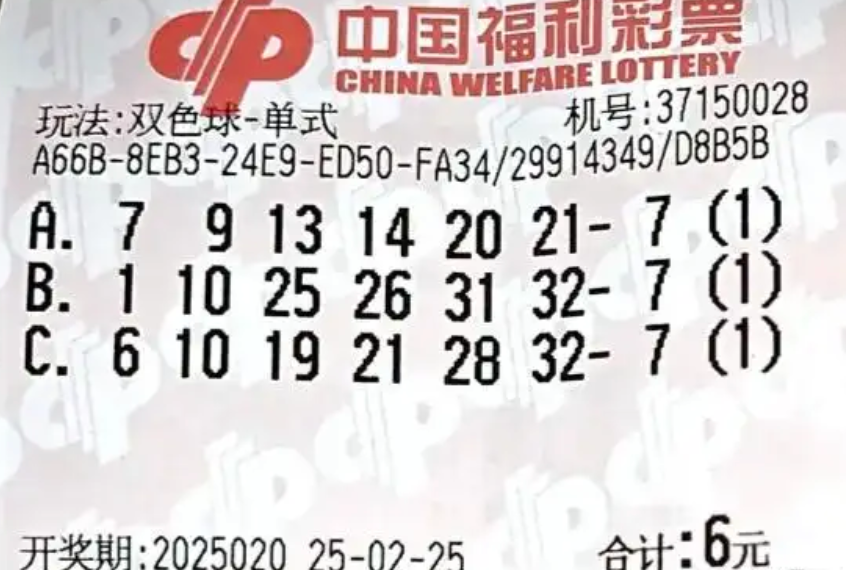 中国福利彩票
CHINA WELFARE LOTTERY
玩法:双色球-单式 机号:37150028
A66B-8EB3-24E9-ED50-FA34/29914349/D8B5B
A. 7 9 13 14 20 21- 7 (1)
B. 1 10 25 26 31 32- 7 (1)
C. 6 10 19 21 28 32- 7 (1)
开奖期:2025020 25-02-25 合计:6元